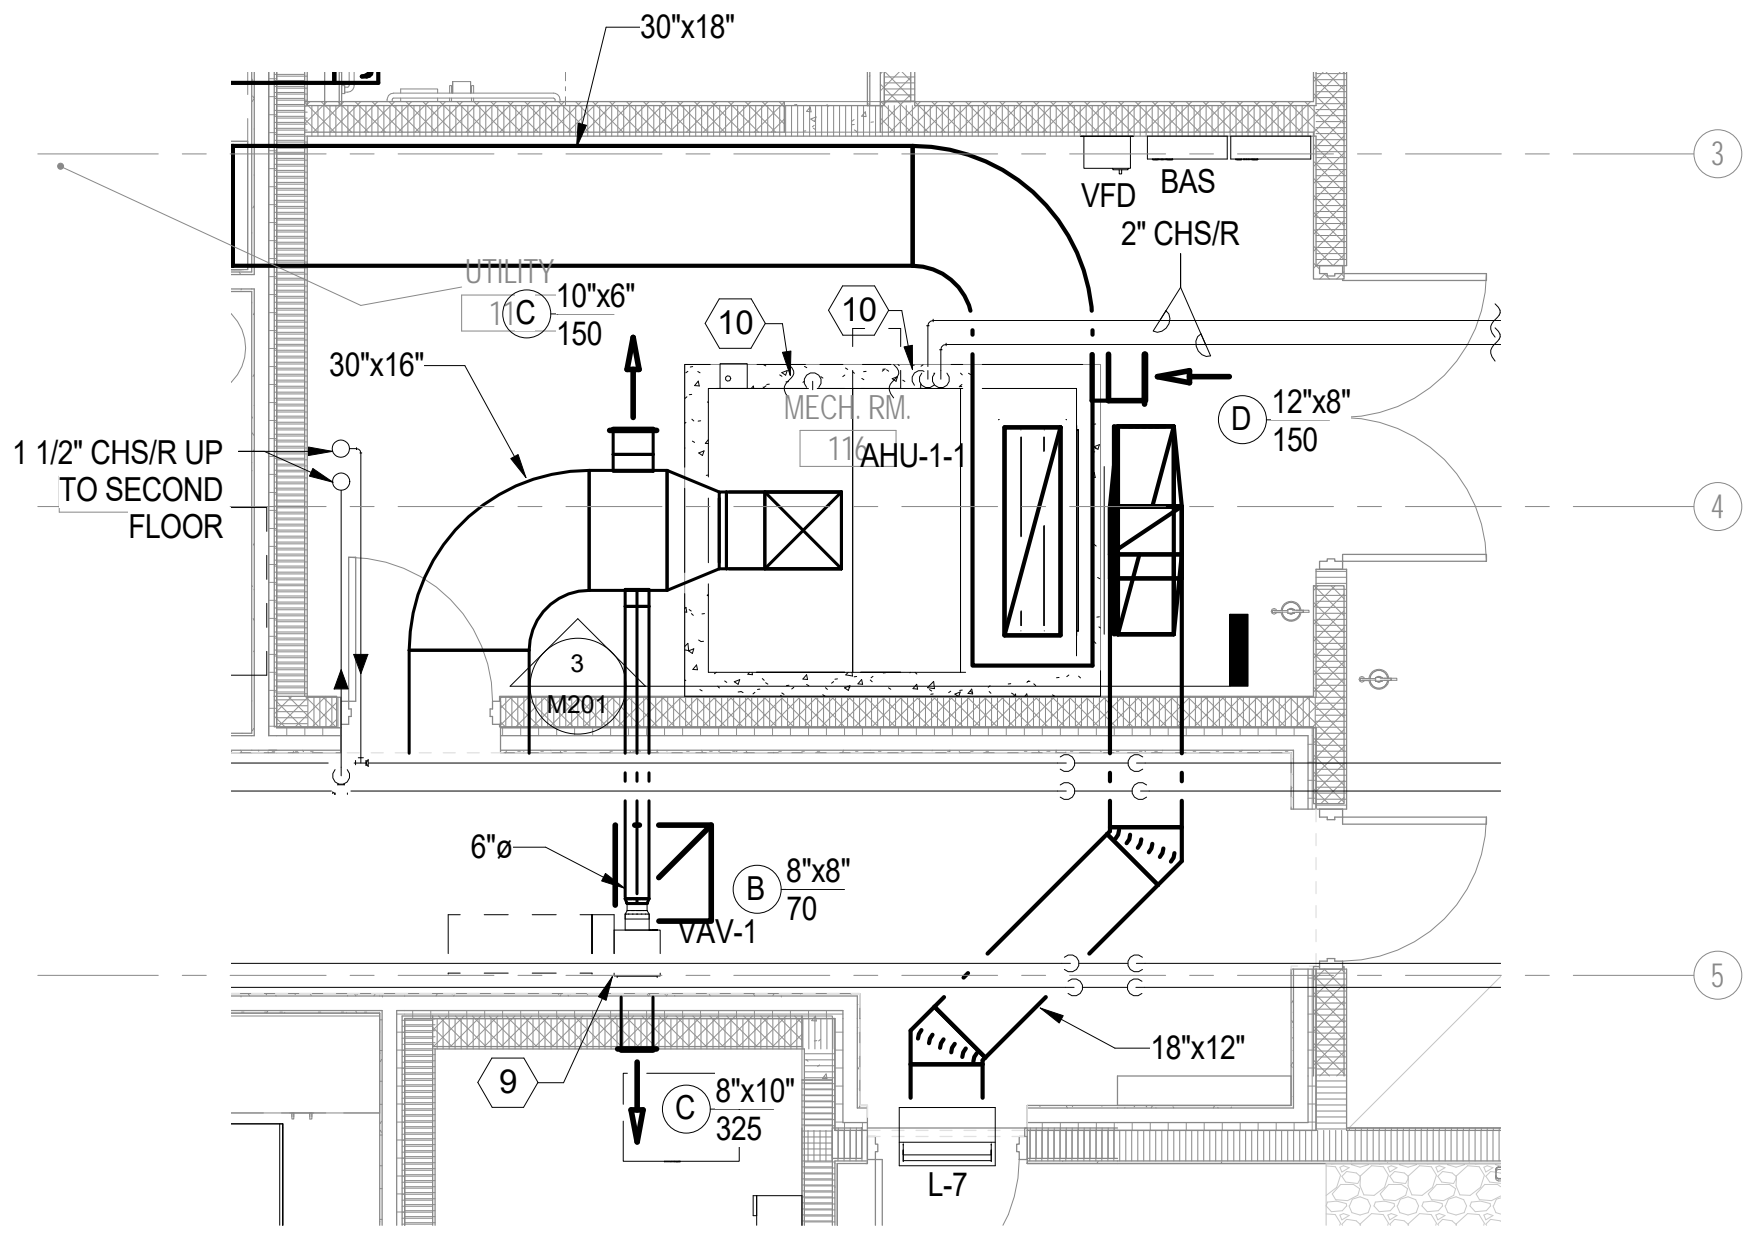 30"x18"
3
VFD
BAS
2" CHS/R
UTILITY
C
10"x6"
150
10
10
30"x16"
MECH. RM.
116
AHU-1-1
D
12"x8"
150
1 1/2" CHS/R UP
TO SECOND
FLOOR
4
3
M201
6"ø
B
8"x8"
70
VAV-1
5
9
C
8"x10"
325
18"x12"
L-7